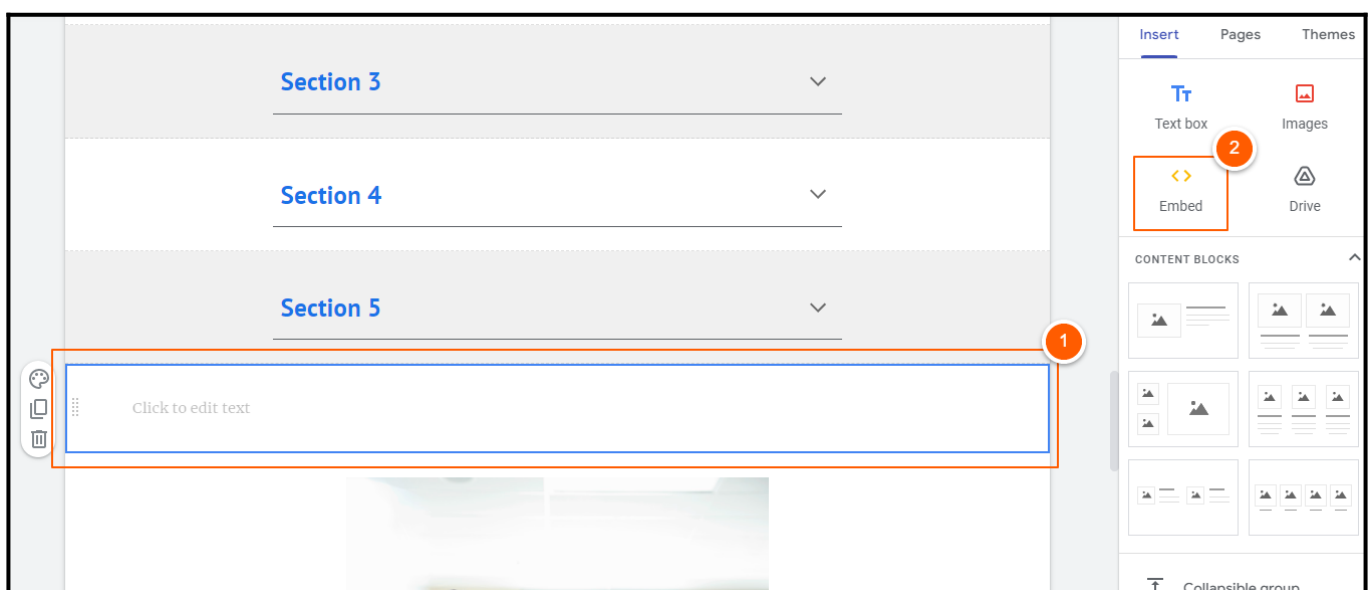 Insert Pages Themes
Section 3
Text box Images
2
Section 4
Embed Drive
CONTENT BLOCKS
Section 5
1
Click to edit text
Collapsible group